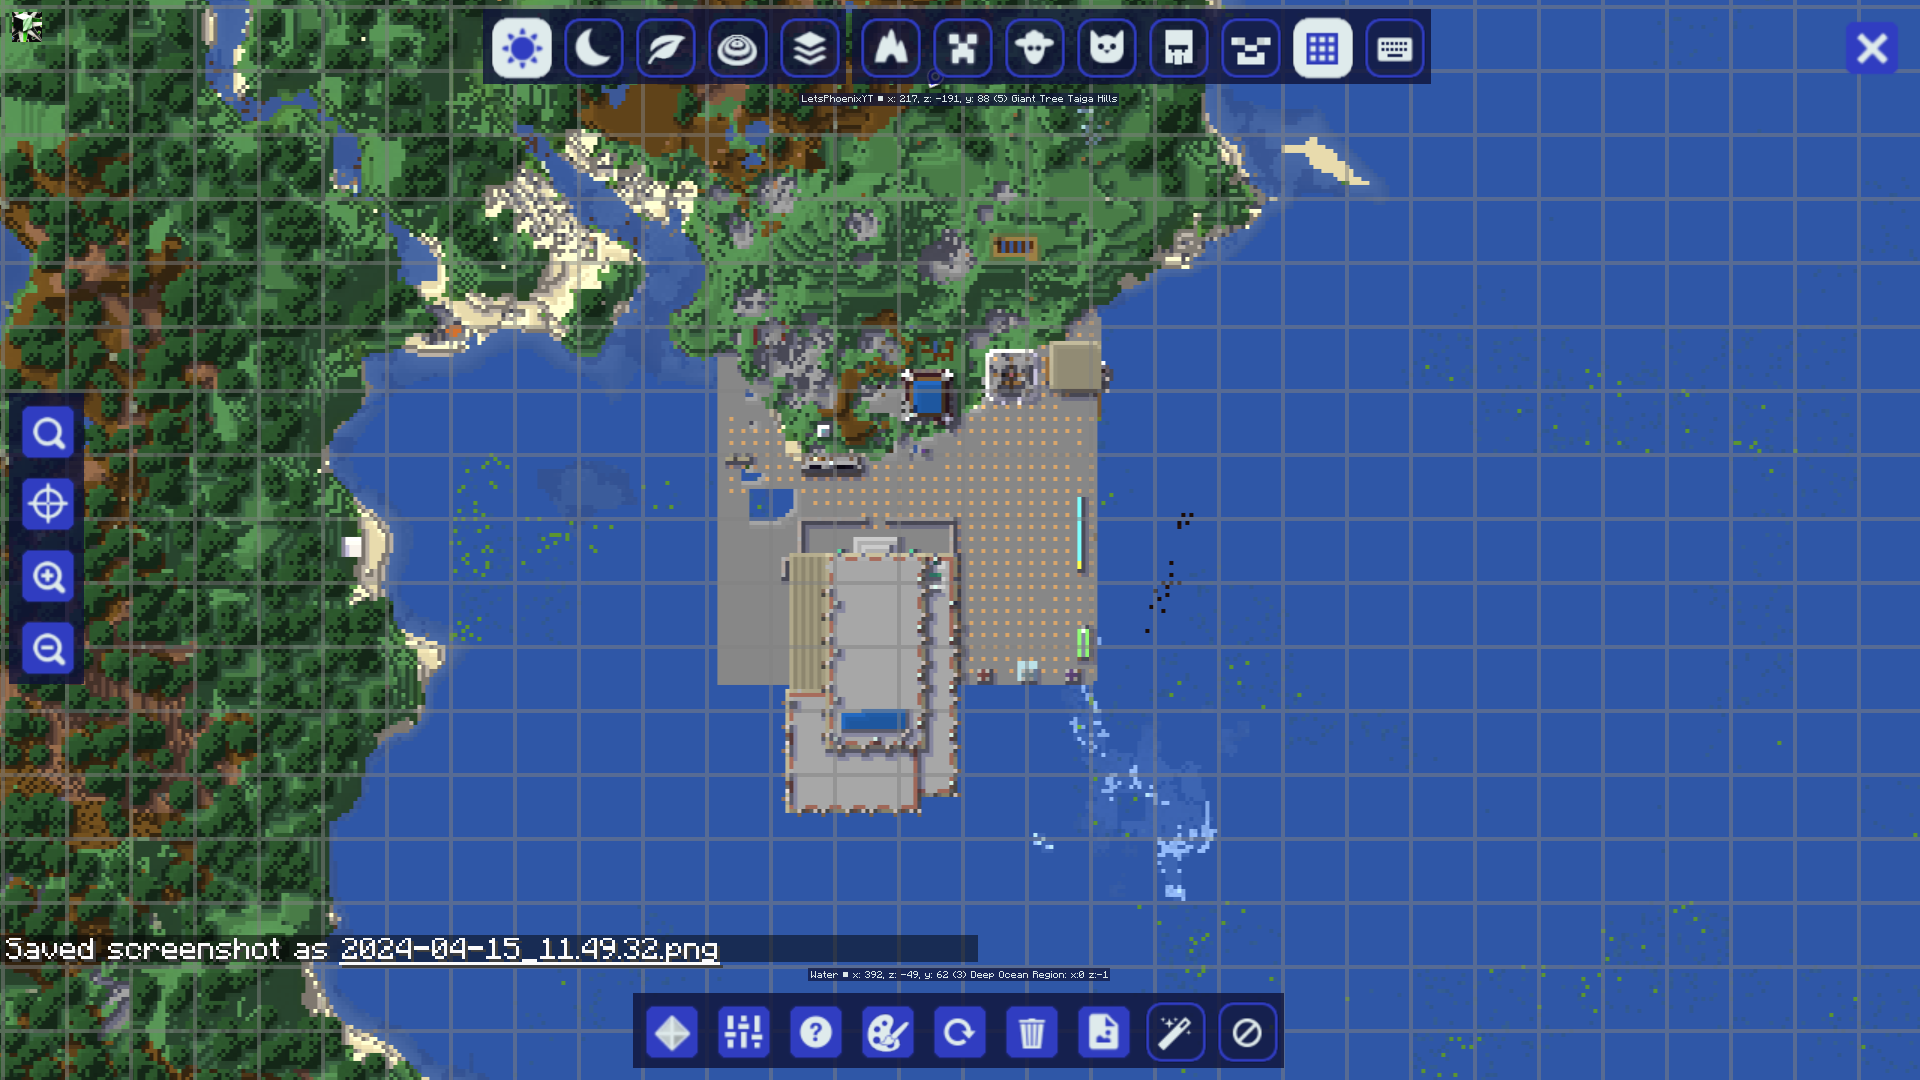 LetsPhoenixYT ■ x: 217, z: -191, y: 88 (5) Giant Tree Taiga Hills
Saved screenshot as 2024-04-15_11.49.32.png
Water ■ x: 392, z: -49, y: 62 (3) Deep Ocean Region: x:0 z:-1